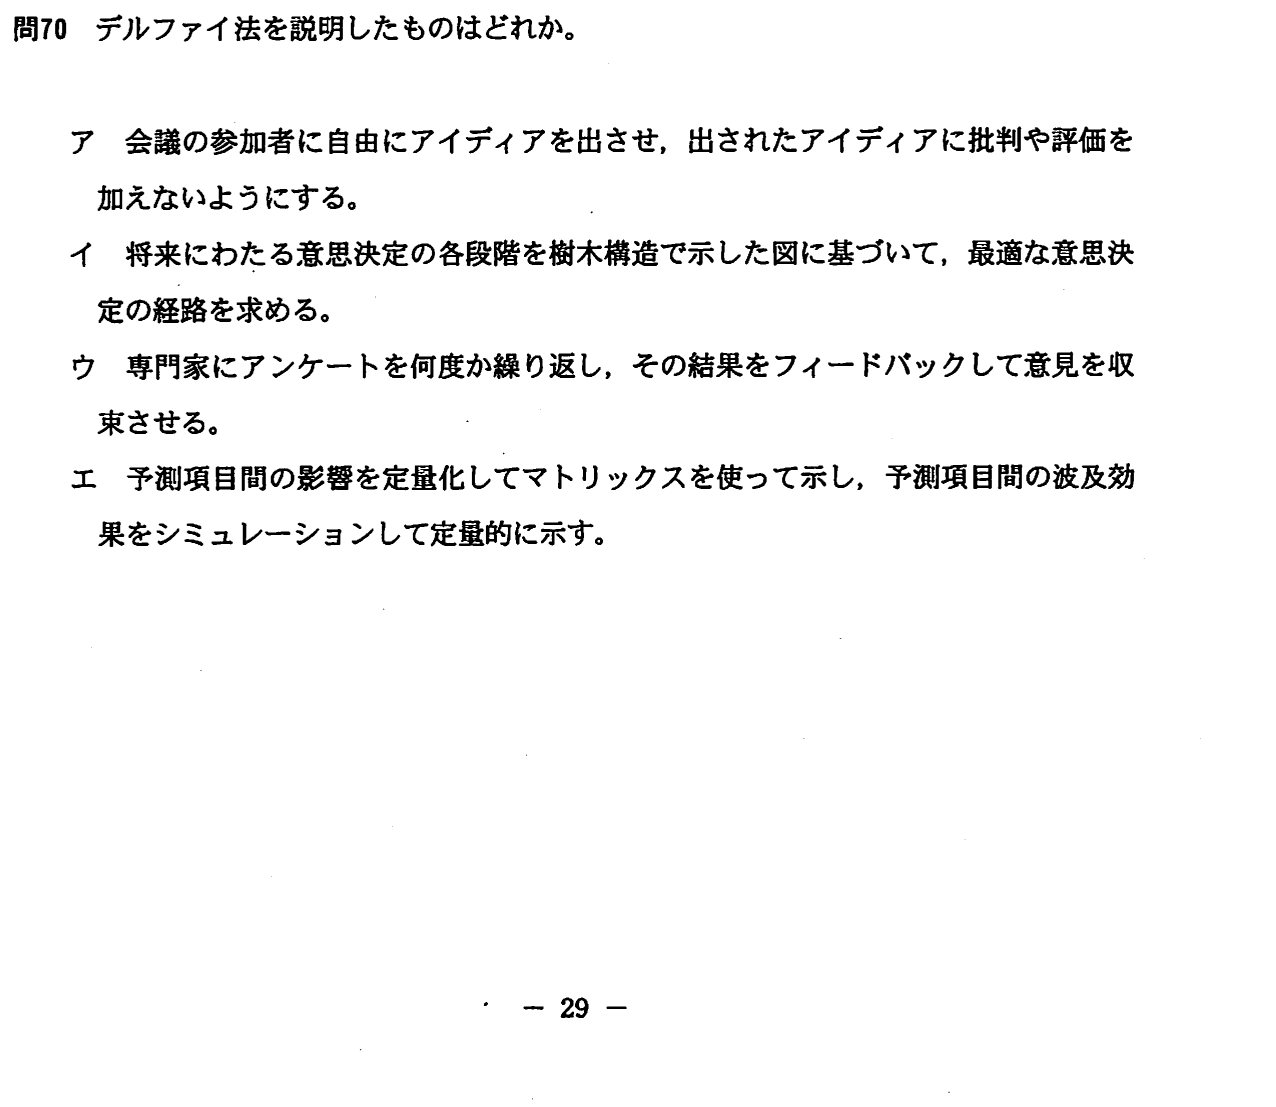 問70 デルファイ法を説明したものはどれか。
ア 会議の参加者に自由にアイディアを出させ，出されたアイディアに批判や評価を
加えないようにする。
イ 将来にわたる意思決定の各段階を樹木構造で示した図に基づいて，最適な意思決
定の経路を求める。
ウ 専門家にアンケートを何度か繰り返し，その結果をフィードバックして意見を収
束させる。
エ 予測項目間の影響を定量化してマトリックスを使って示し，予測項目間の波及効
果をシミュレーションして定量的に示す。
－ 29 －